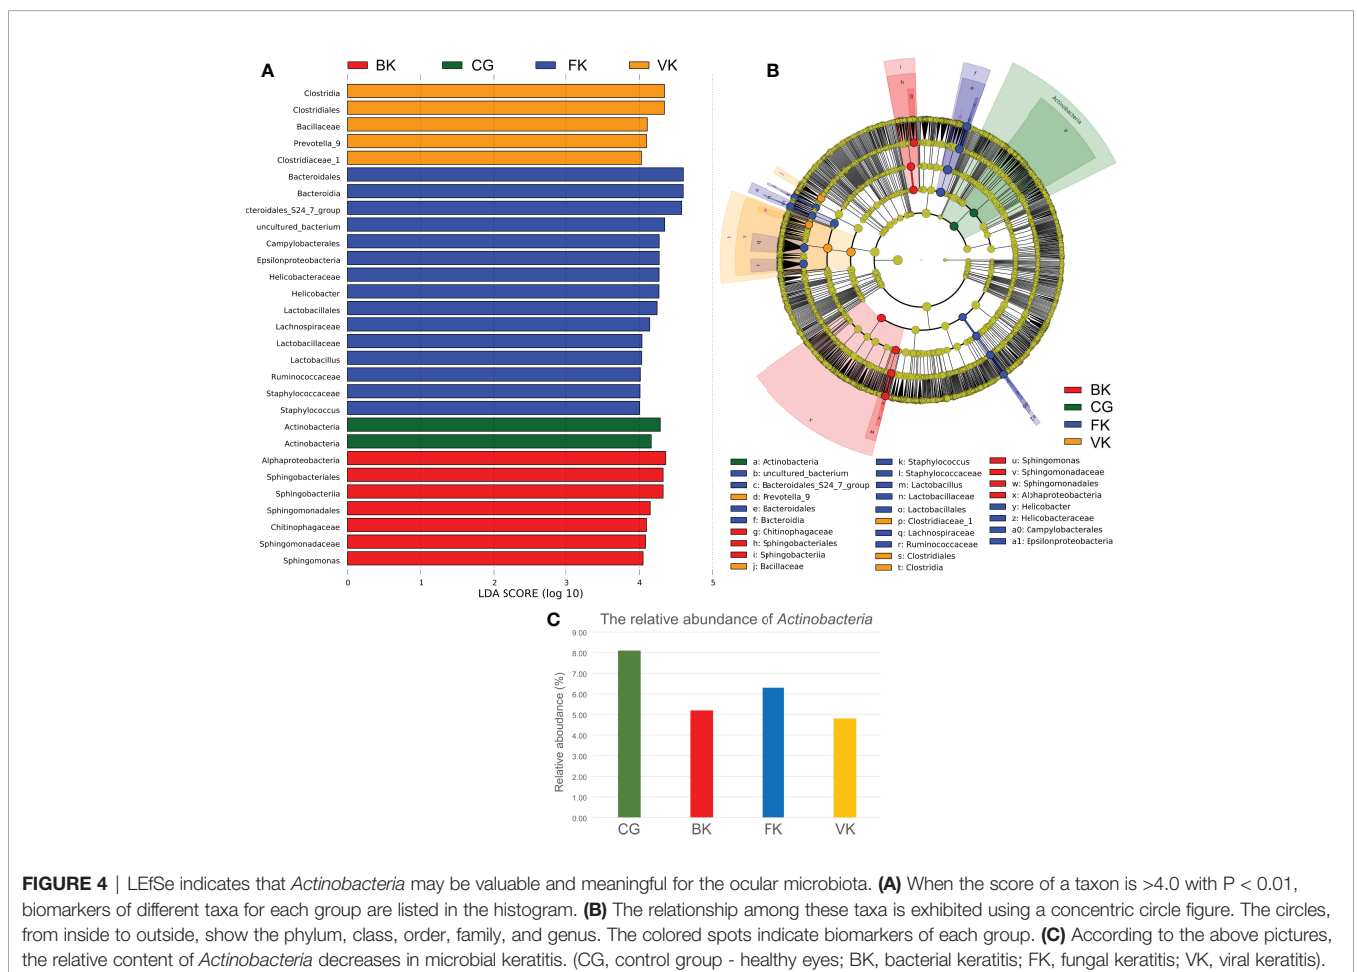 A
BK CG FK VK
Clostridia
Clostridiales
Bacillaceae
Prevotella_9
Clostridiaceae_1
Bacteroidales
Bacteroidia
cteroidales_S24_7_group
uncultured_bacterium
Campylobacterales
Epsilonproteobacteria
Helicobacteraceae
Helicobacter
Lactobacillales
Lachnospiraceae
Lactobacillaceae
Lactobacillus
Ruminococcaceae
Staphylococcaceae
Staphylococcus
Actinobacteria
Actinobacteria
Alphaproteobacteria
Sphingobacteriales
Sphingobacteriia
Sphingomonadales
Chitinophagaceae
Sphingomonadaceae
Sphingomonas
0 1 2 3 4 5
LDA SCORE (log 10)
B
Actinobacteria
BK
CG
FK
VK
a: Actinobacteria
b: uncultured_bacterium
c: Bacteroidales_S24_7_group
d: Prevotella_9
e: Bacteroidales
f: Bacteroidia
g: Chitinophagaceae
h: Sphingobacteriales
i: Sphingobacteriia
j: Bacillaceae
k: Staphylococcus
l: Staphylococcaceae
m: Lactobacillus
n: Lactobacillaceae
o: Lactobacillales
p: Clostridiaceae_1
q: Lachnospiraceae
r: Ruminococcaceae
s: Clostridiales
t: Clostridia
u: Sphingomonas
v: Sphingomonadaceae
w: Sphingomonadales
x: Alphaproteobacteria
y: Helicobacter
z: Helicobacteraceae
a0: Campylobacterales
a1: Epsilonproteobacteria
C
The relative abundance of Actinobacteria
Relative aboudance (%)
9.00
8.00
7.00
6.00
5.00
4.00
3.00
2.00
1.00
0.00
CG BK FK VK
FIGURE 4 | LEfSe indicates that Actinobacteria may be valuable and meaningful for the ocular microbiota. (A) When the score of a taxon is >4.0 with P < 0.01,
biomarkers of different taxa for each group are listed in the histogram. (B) The relationship among these taxa is exhibited using a concentric circle figure. The circles,
from inside to outside, show the phylum, class, order, family, and genus. The colored spots indicate biomarkers of each group. (C) According to the above pictures,
the relative content of Actinobacteria decreases in microbial keratitis. (CG, control group - healthy eyes; BK, bacterial keratitis; FK, fungal keratitis; VK, viral keratitis).